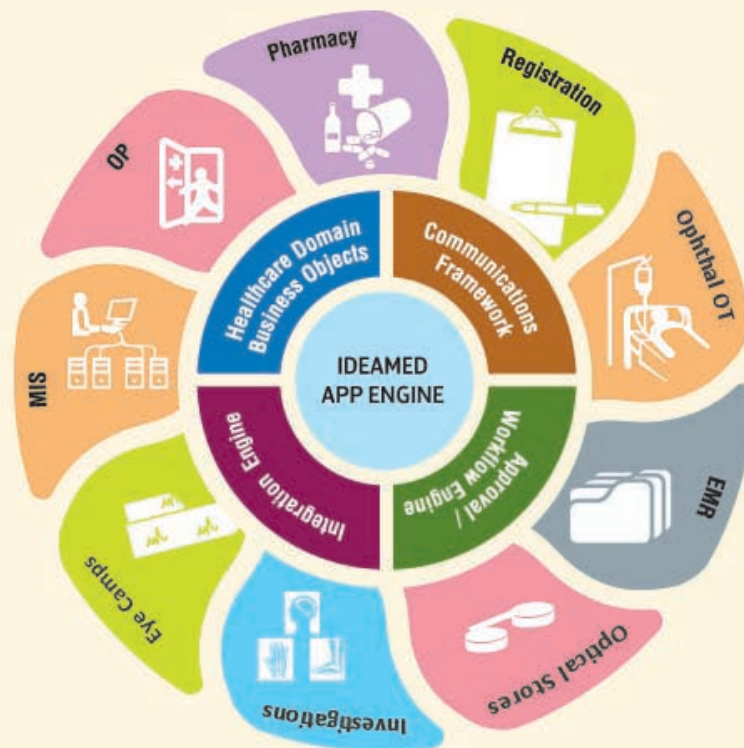 Pharmacy
Registration
Ophthal OT
EMR
Optical Stores
Investigations
Eye Camps
MIS
OP
Healthcare Domain
Business Objects
Communications
Framework
Approval /
Workflow Engine
Integration Engine
IDEAMED
APP ENGINE